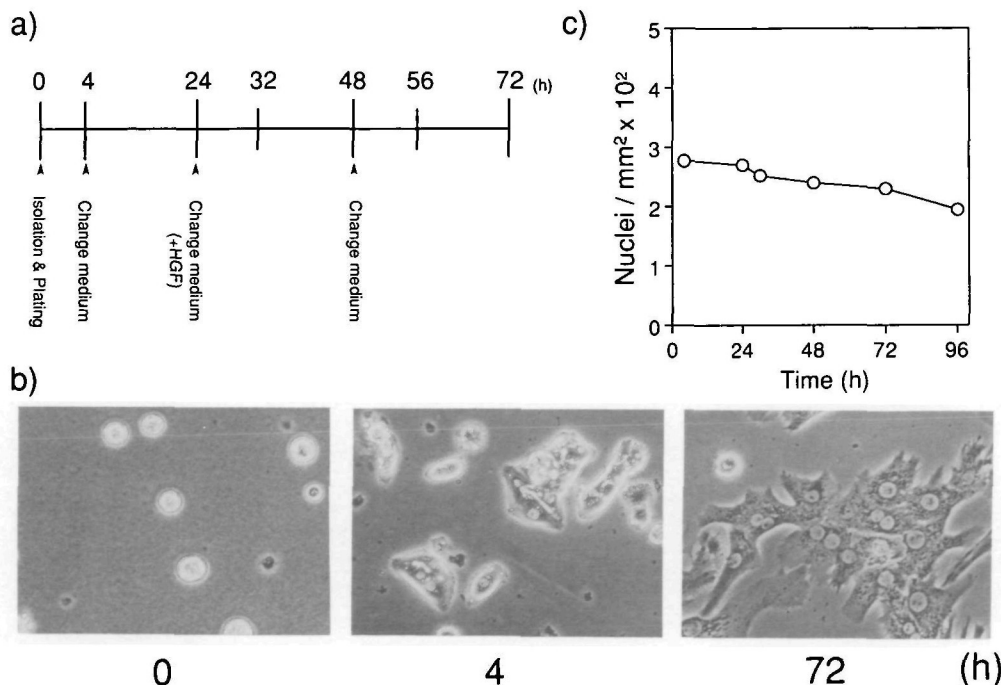 a)
0 4 24 32 48 56 72 (h)
Isolation & Plating
Change medium
Change medium
(+HGF)
Change medium
c)
Nuclei / mm² x 10²
5
4
3
2
1
0
0 24 48 72 96
Time (h)
b)
0 4 72 (h)